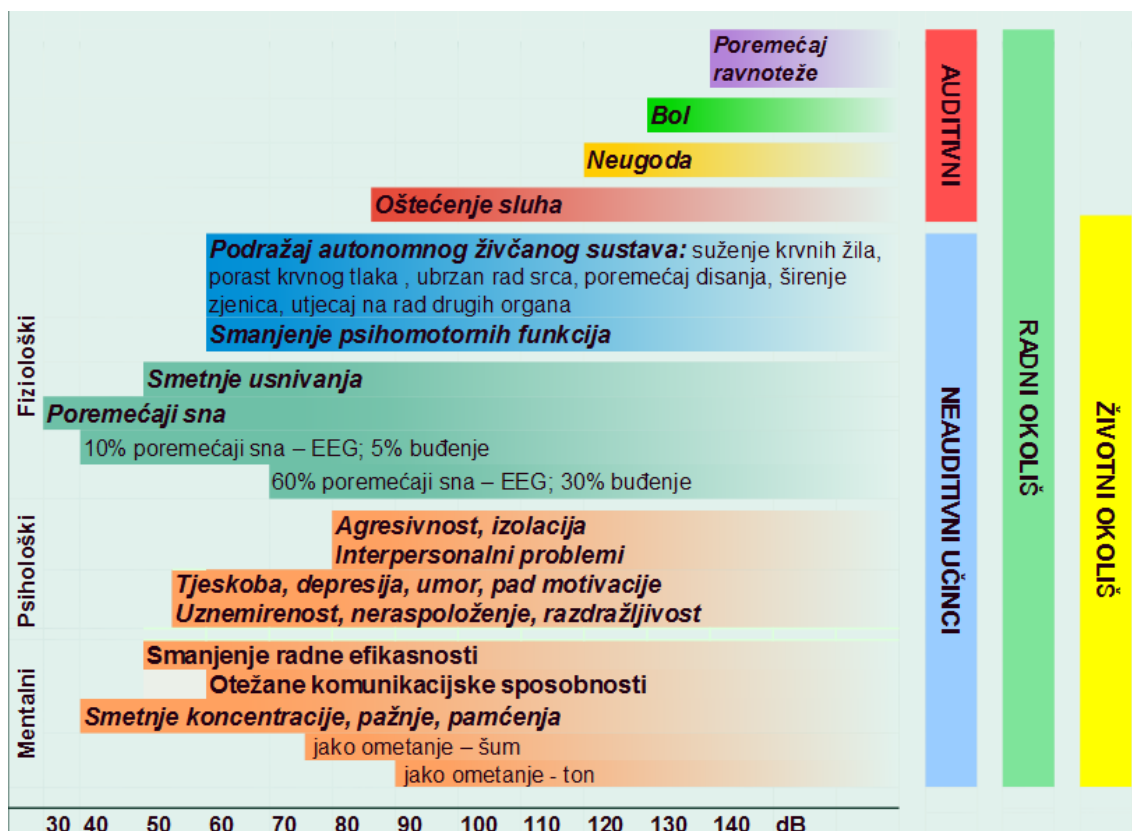 Poremećaj
ravnoteže
Bol
Neugoda
Oštećenje sluha
Podražaj autonomnog živčanog sustava: suženje krvnih žila,
porast krvnog tlaka , ubrzan rad srca, poremećaj disanja, širenje
zjenica, utjecaj na rad drugih organa
Smanjenje psihomotornih funkcija
Smetnje usnivanja
Poremećaji sna
10% poremećaji sna – EEG; 5% buđenje
60% poremećaji sna – EEG; 30% buđenje
Agresivnost, izolacija
Interpersonalni problemi
Tjeskoba, depresija, umor, pad motivacije
Uznemirenost, neraspoloženje, razdražljivost
Smanjenje radne efikasnosti
Otežane komunikacijske sposobnosti
Smetnje koncentracije, pažnje, pamćenja
jako ometanje – šum
jako ometanje - ton
Fiziološki
Psihološki
Mentalni
AUDITIVNI
NEAUDITIVNI UČINCI
RADNI OKOLIŠ
ŽIVOTNI OKOLIŠ
30 40 50 60 70 80 90 100 110 120 130 140 dB